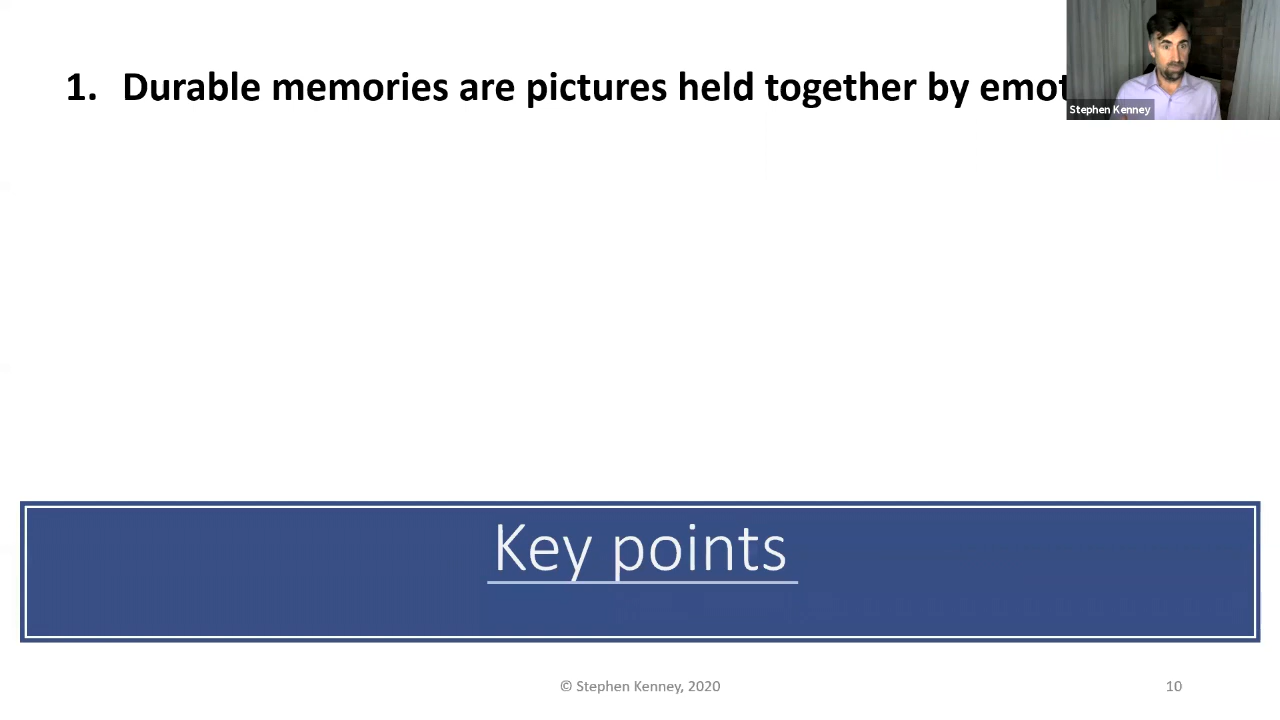 1. Durable memories are pictures held together by emot
Stephen Kenney
Key points
© Stephen Kenney, 2020
10